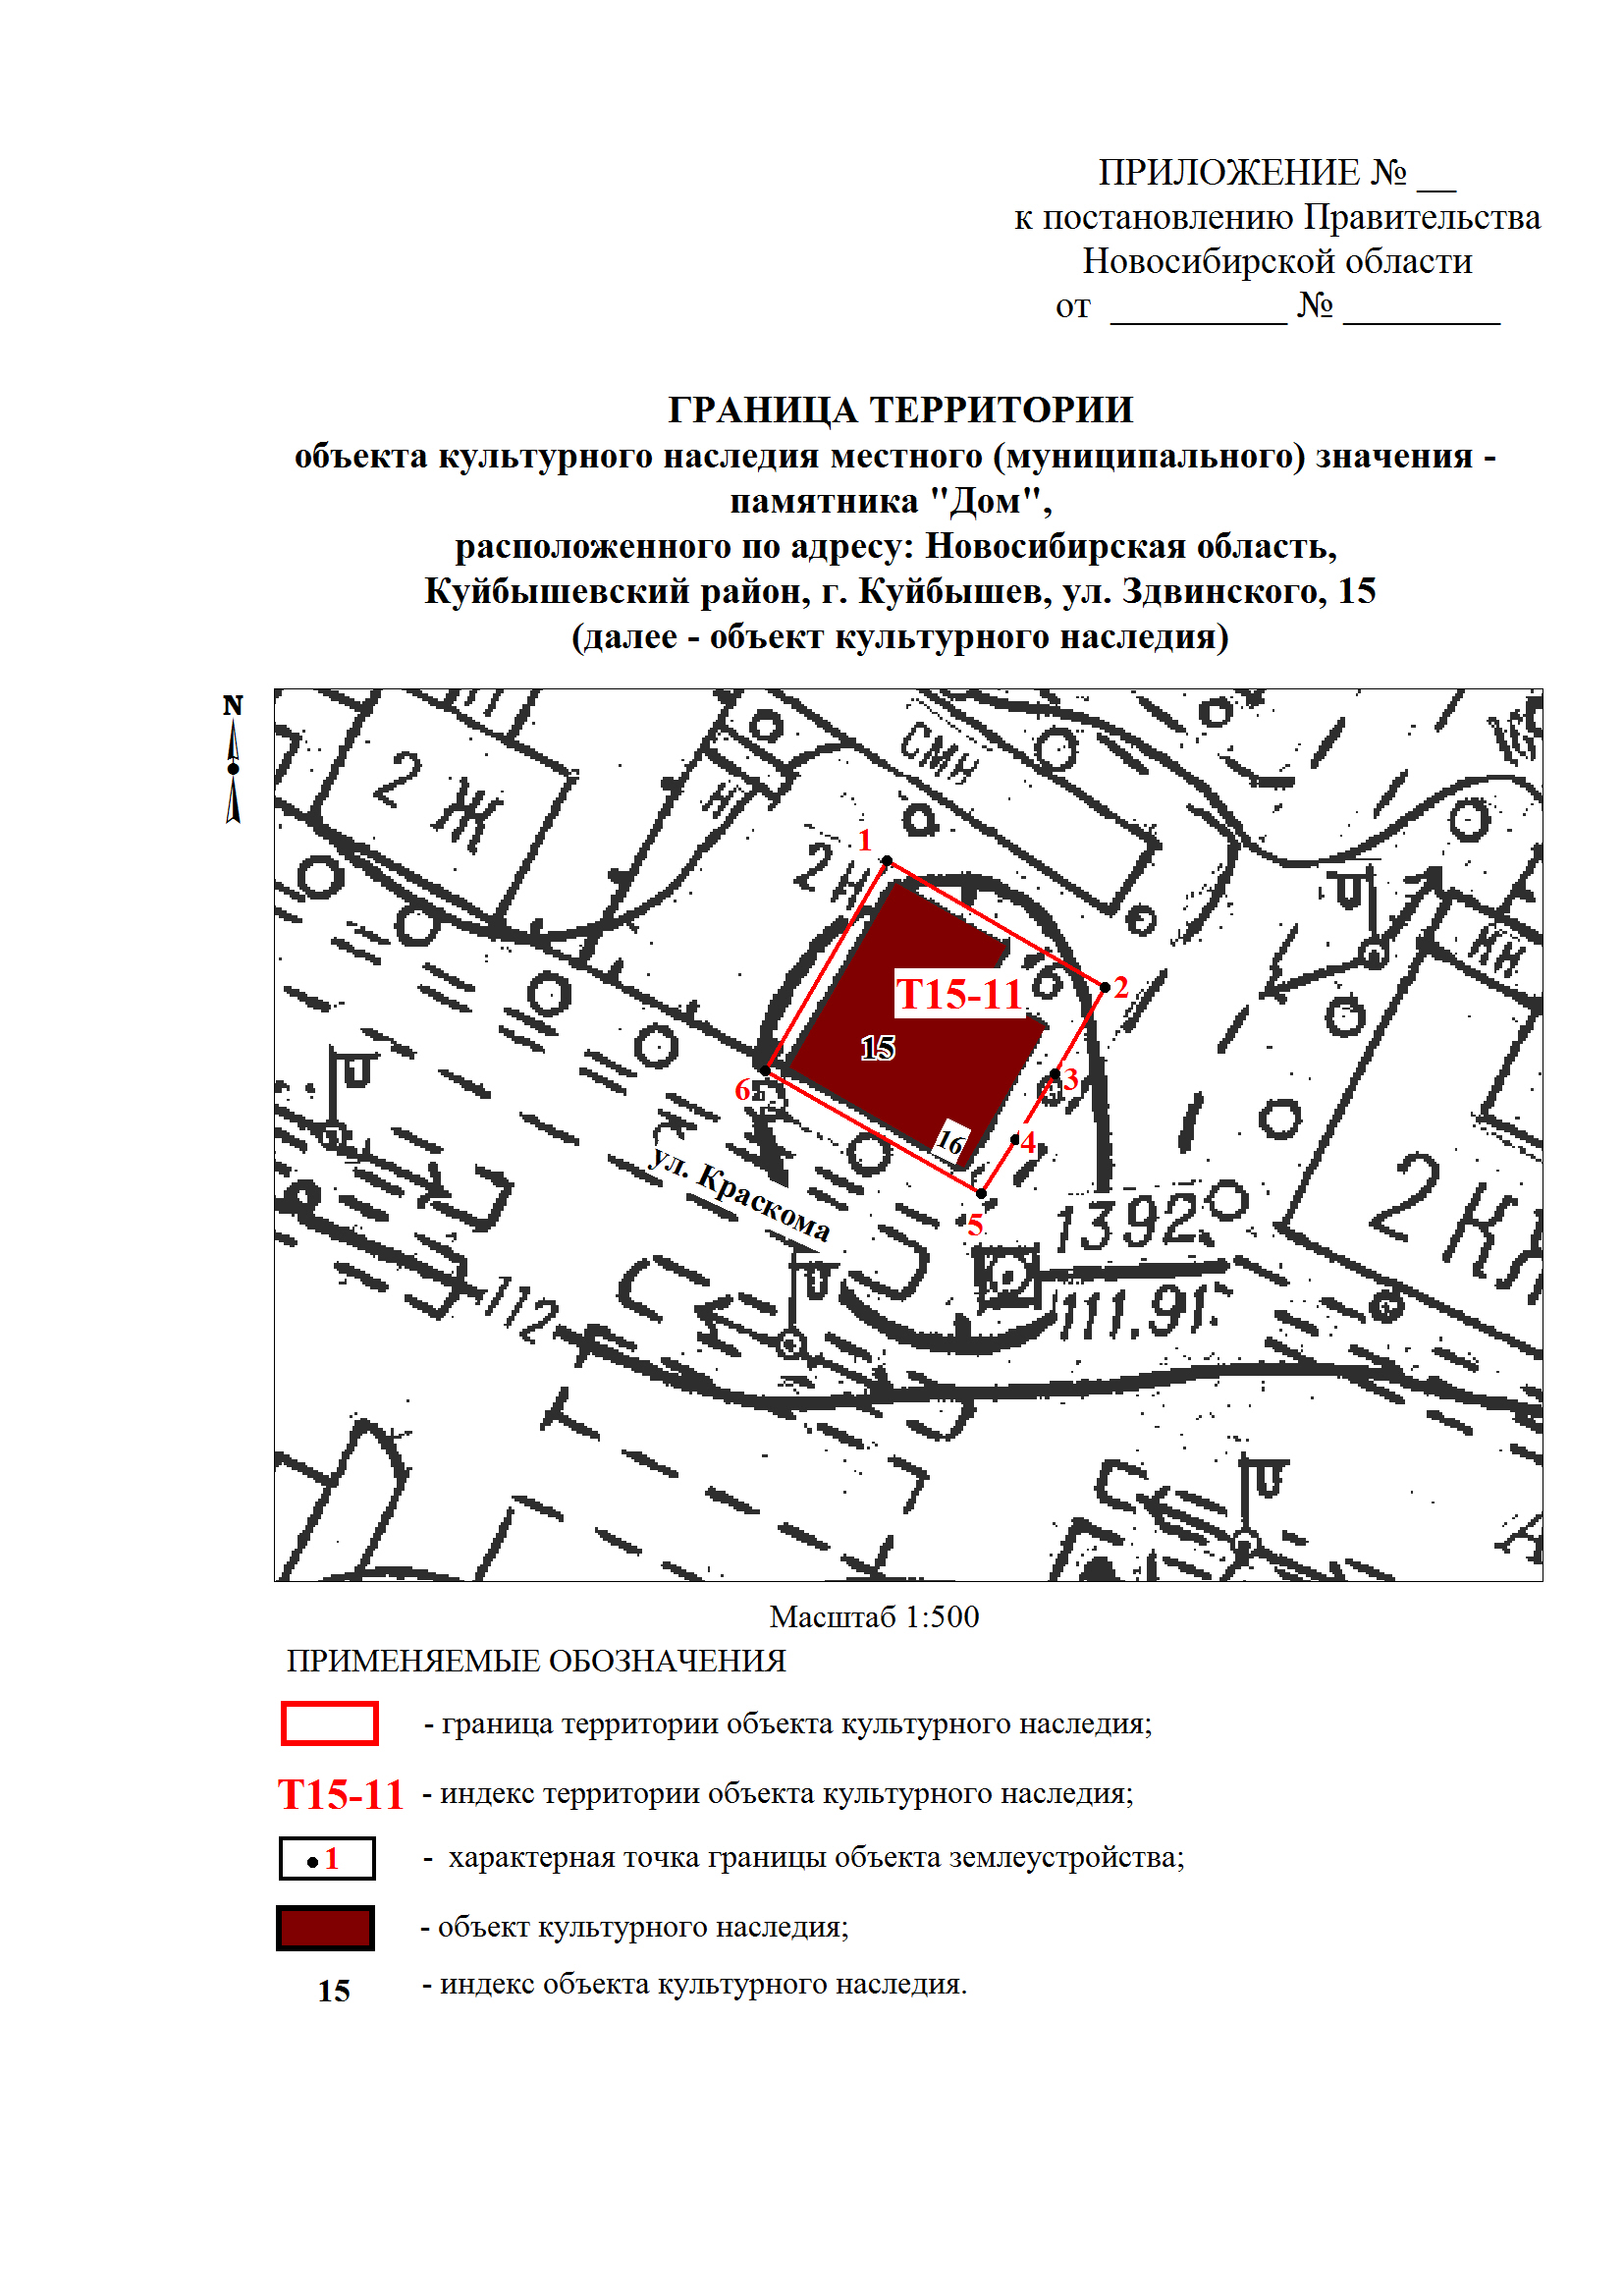 ПРИЛОЖЕНИЕ № __
к постановлению Правительства
Новосибирской области
от _________ № ________
ГРАНИЦА ТЕРРИТОРИИ
объекта культурного наследия местного (муниципального) значения -
памятника "Дом",
расположенного по адресу: Новосибирская область,
Куйбышевский район, г. Куйбышев, ул. Здвинского, 15
(далее - объект культурного наследия)
N
2 Ж
Н
СМН
1
2Н
Т15-11
2
КН
15
3
6
16
4
ул. Краскома
5
1392
2 КН
112
111.91
Масштаб 1:500
ПРИМЕНЯЕМЫЕ ОБОЗНАЧЕНИЯ
- граница территории объекта культурного наследия;
Т15-11 - индекс территории объекта культурного наследия;
1 - характерная точка границы объекта землеустройства;
- объект культурного наследия;
15 - индекс объекта культурного наследия.